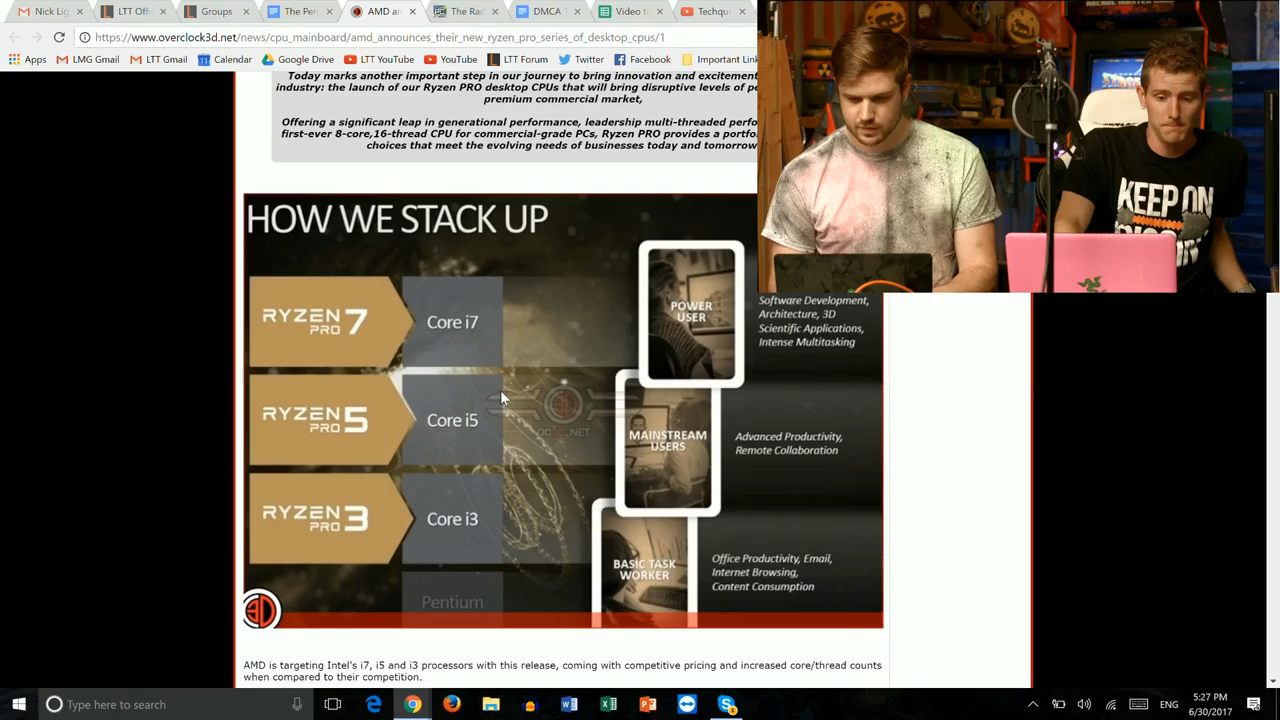 Nick Lig
LTT Offi
Groups
The Per
AMD an
The Ra
DMCA T
Video t
Techqu
https://www.overclock3d.net/news/cpu_mainboard/amd_announces_their_new_ryzen_pro_series_of_desktop_cpus/1
Apps
LMG Gmail
LTT Gmail
Calendar
Google Drive
LTT YouTube
YouTube
LTT Forum
Twitter
Facebook
Your Lin
Today marks another important step in our journey to bring innovation and excitement
industry: the launch of our Ryzen PRO desktop CPUs that will bring disruptive levels of pe
premium commercial market,
Offering a significant leap in generational performance, leadership multi-threaded perfo
first-ever 8-core,16-thread CPU for commercial-grade PCs, Ryzen PRO provides a portfo
choices that meet the evolving needs of businesses today and tomorrow
KEEP ON
HOW WE STACK UP
RYZEN PRO 7
Core i7
POWER
USER
Software Development,
Architecture, 3D
Scientific Applications,
Intense Multitasking
RYZEN PRO 5
Core i5
MAINSTREAM
USERS
Advanced Productivity,
Remote Collaboration
OC3D.NET
RYZEN PRO 3
Core i3
BASIC TASK
WORKER
Office Productivity, Email,
Internet Browsing,
Content Consumption
Pentium
3D
AMD is targeting Intel's i7, i5 and i3 processors with this release, coming with competitive pricing and increased core/thread counts
when compared to their competition.
Type here to search
ENG
5:27 PM
6/30/2017